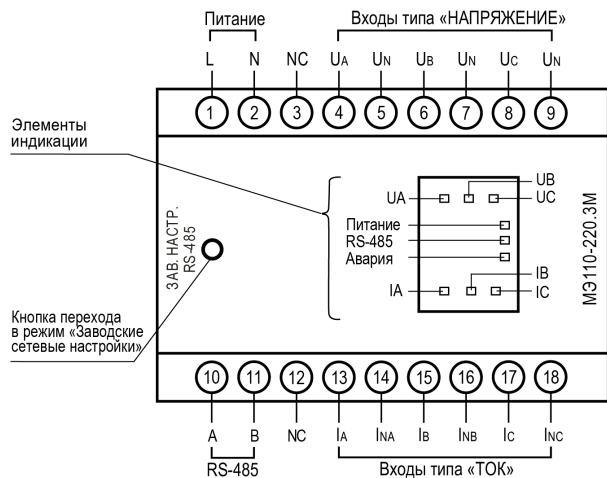 Питание
Входы типа «НАПРЯЖЕНИЕ»
L N NC UA UN UB UN UC UN
1 2 3 4 5 6 7 8 9
Элементы
индикации
UB
UA
UC
Питание
RS-485
Авария
IB
IA
IC
ЗАВ. НАСТР.
RS-485
МЭ110-220.3М
Кнопка перехода
в режим «Заводские
сетевые настройки»
10 11 12 13 14 15 16 17 18
A B NC IA INA IB INB IC INC
RS-485
Входы типа «ТОК»